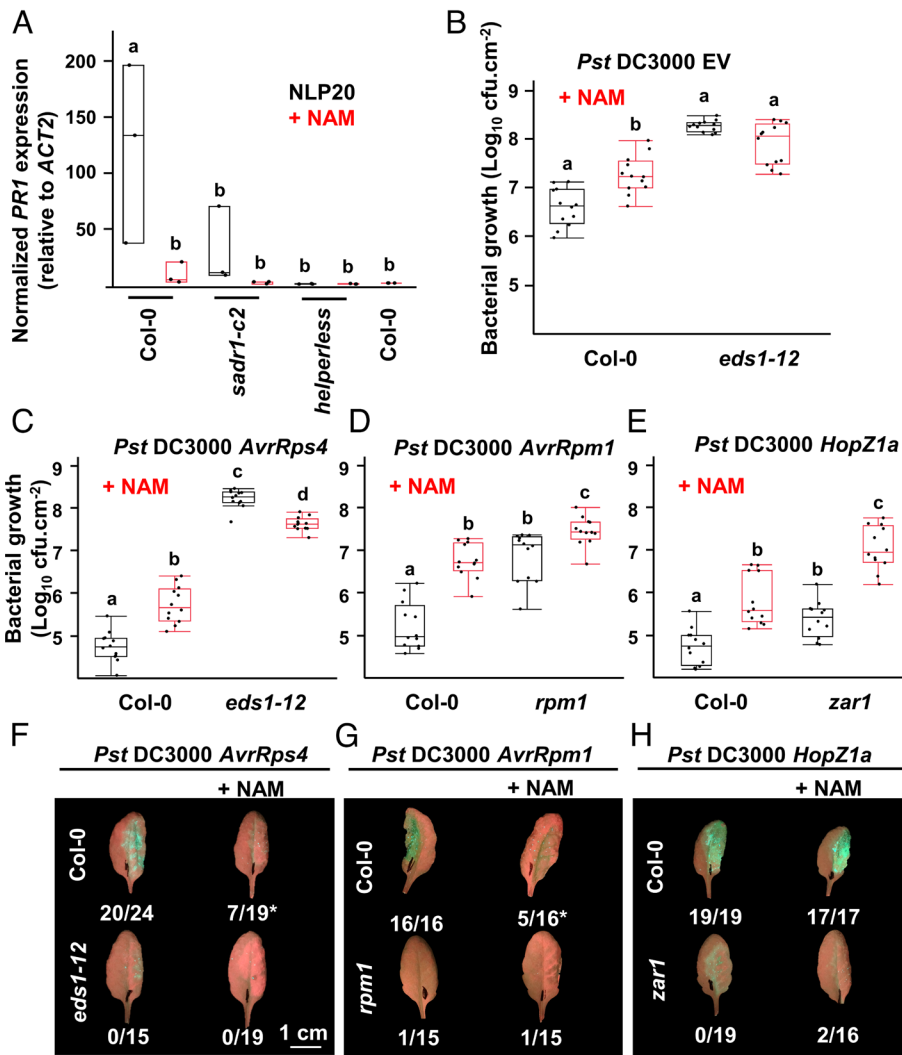 A
Normalized PR1 expression
(relative to ACT2)
200
150
100
50
a
b
b
b
b
b
b
NLP20
+ NAM
Col-0
sadr1-c2
helperless
Col-0
B
Pst DC3000 EV
Bacterial growth (Log10 cfu.cm-2)
9
8
7
6
5
+ NAM
a
b
a
a
Col-0
eds1-12
C
Pst DC3000 AvrRps4
Bacterial growth
(Log10 cfu.cm-2)
9
8
7
6
5
+ NAM
a
b
c
d
Col-0
eds1-12
D
Pst DC3000 AvrRpm1
9
8
7
6
5
+ NAM
a
b
b
c
Col-0
rpm1
E
Pst DC3000 HopZ1a
9
8
7
6
5
+ NAM
a
b
b
c
Col-0
zar1
F
Pst DC3000 AvrRps4
+ NAM
Col-0
20/24
7/19*
eds1-12
0/15
0/19
1 cm
G
Pst DC3000 AvrRpm1
+ NAM
Col-0
16/16
5/16*
rpm1
1/15
1/15
H
Pst DC3000 HopZ1a
+ NAM
Col-0
19/19
17/17
zar1
0/19
2/16